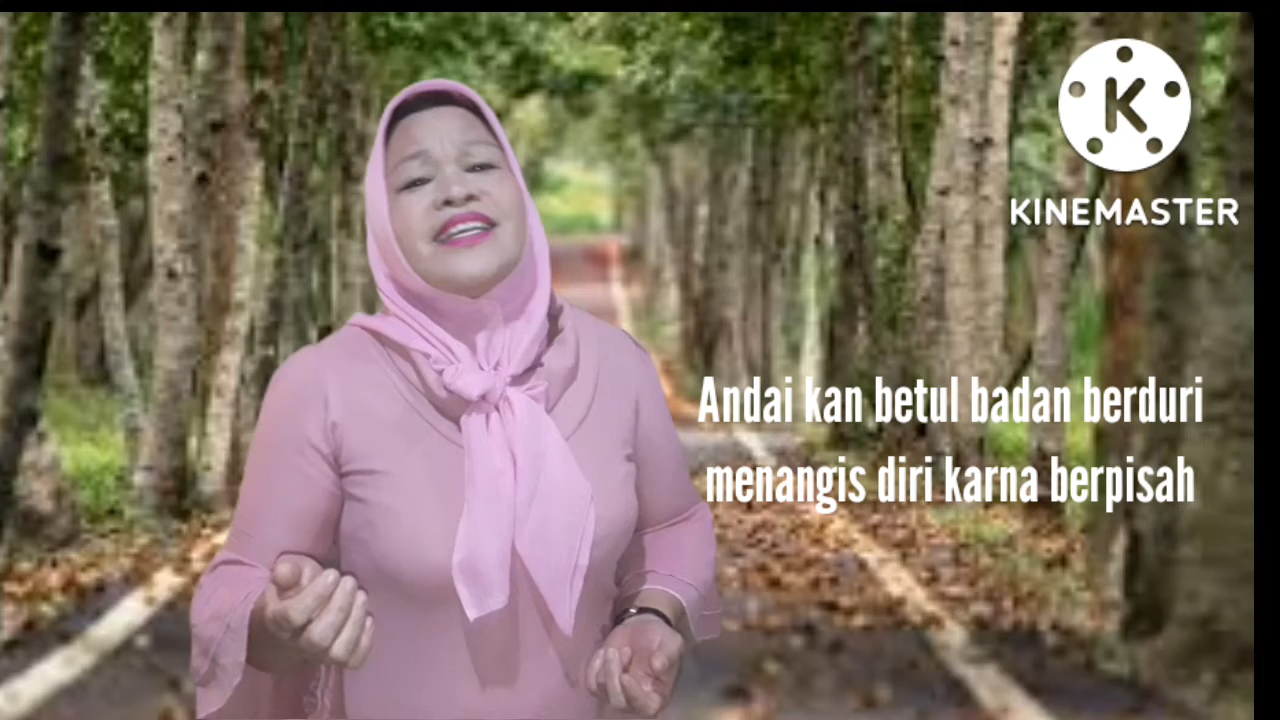 K
KINEMASTER
Andai kan betul badan berduri
menangis diri karna berpisah